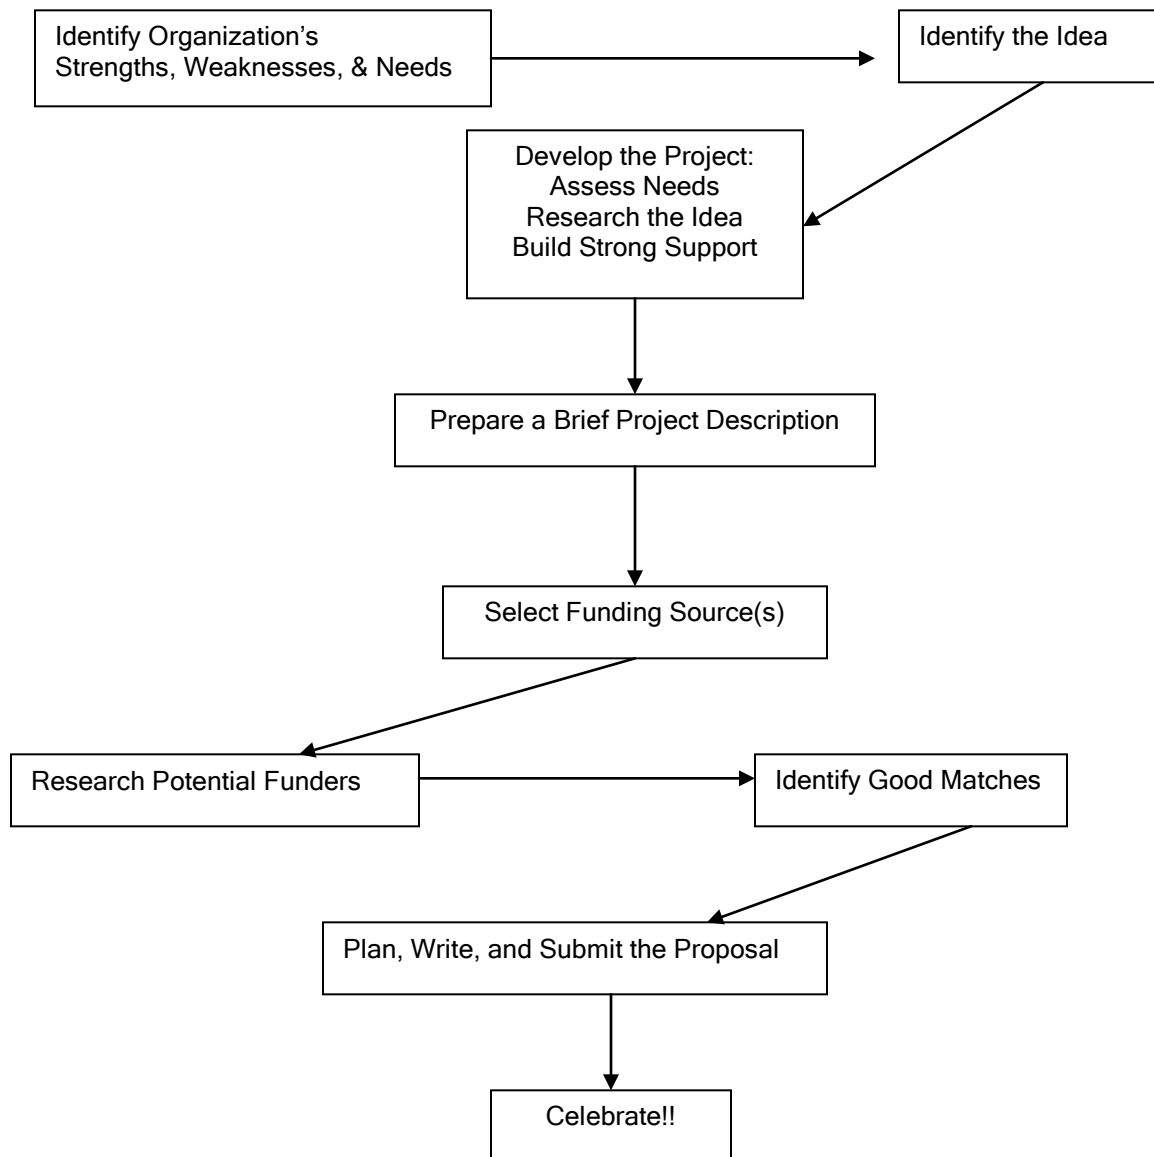 Identify Organization’s
Strengths, Weaknesses, & Needs
Identify the Idea
Develop the Project:
Assess Needs
Research the Idea
Build Strong Support
Prepare a Brief Project Description
Select Funding Source(s)
Research Potential Funders
Identify Good Matches
Plan, Write, and Submit the Proposal
Celebrate!!